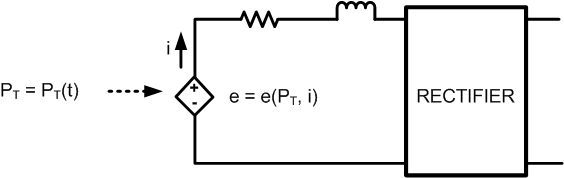 i
P_T = P_T(t)
+
-
e = e(P_T, i)
RECTIFIER